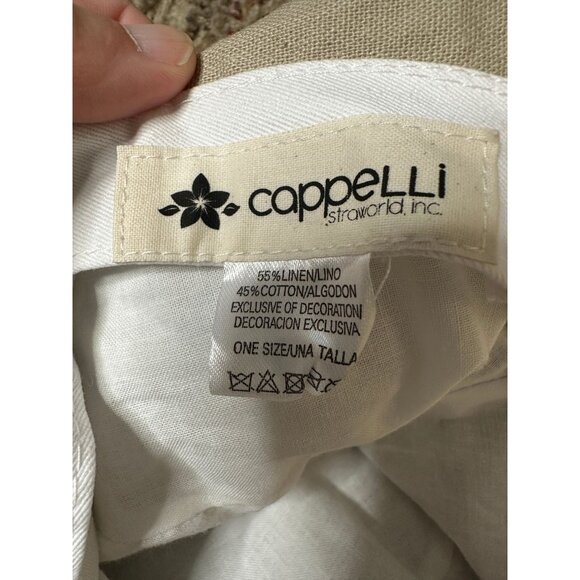 cappeLLi
straworld, inc.
55%LINEN/LINO
45%COTTON/ALGODON
EXCLUSIVE OF DECORATION
DECORACION EXCLUSIVA
ONE SIZE/UNA TALLA